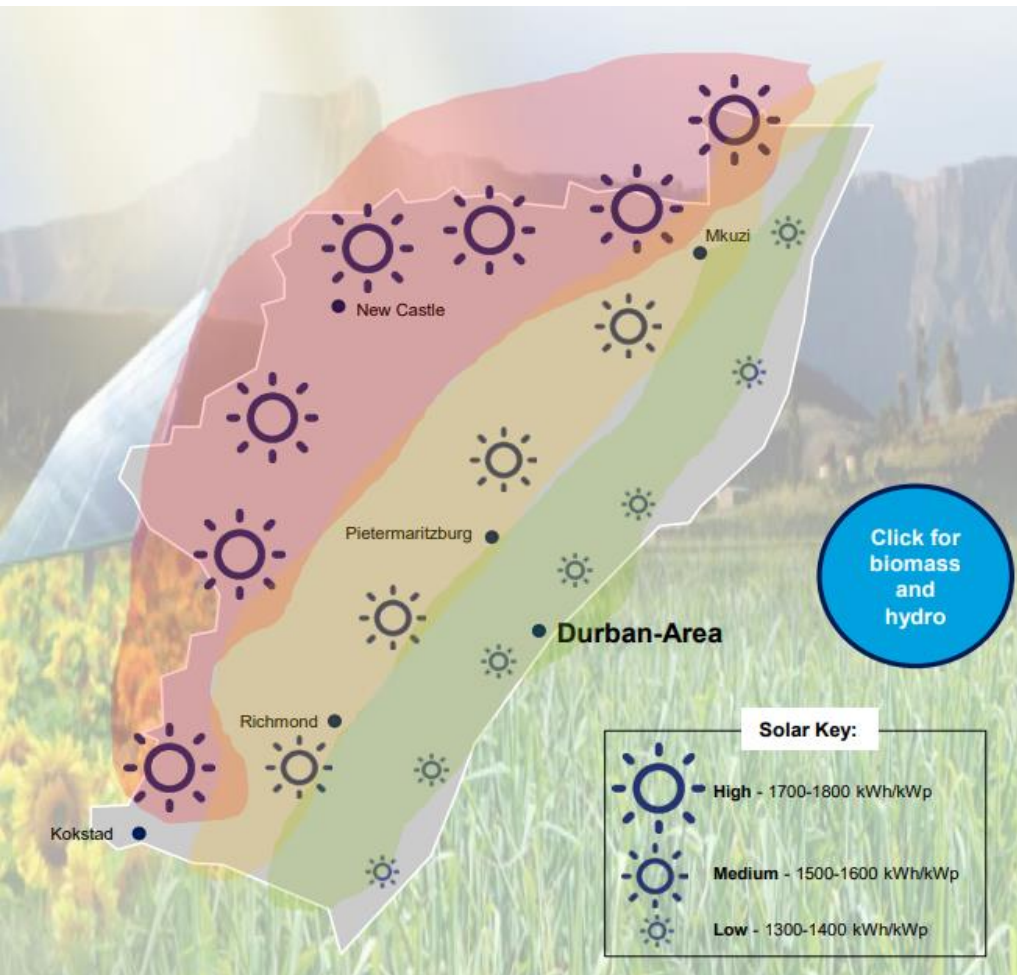 Mkuzi
New Castle
Pietermaritzburg
Durban-Area
Richmond
Kokstad
Click for
biomass
and
hydro
Solar Key:
High - 1700-1800 kWh/kWp
Medium - 1500-1600 kWh/kWp
Low - 1300-1400 kWh/kWp